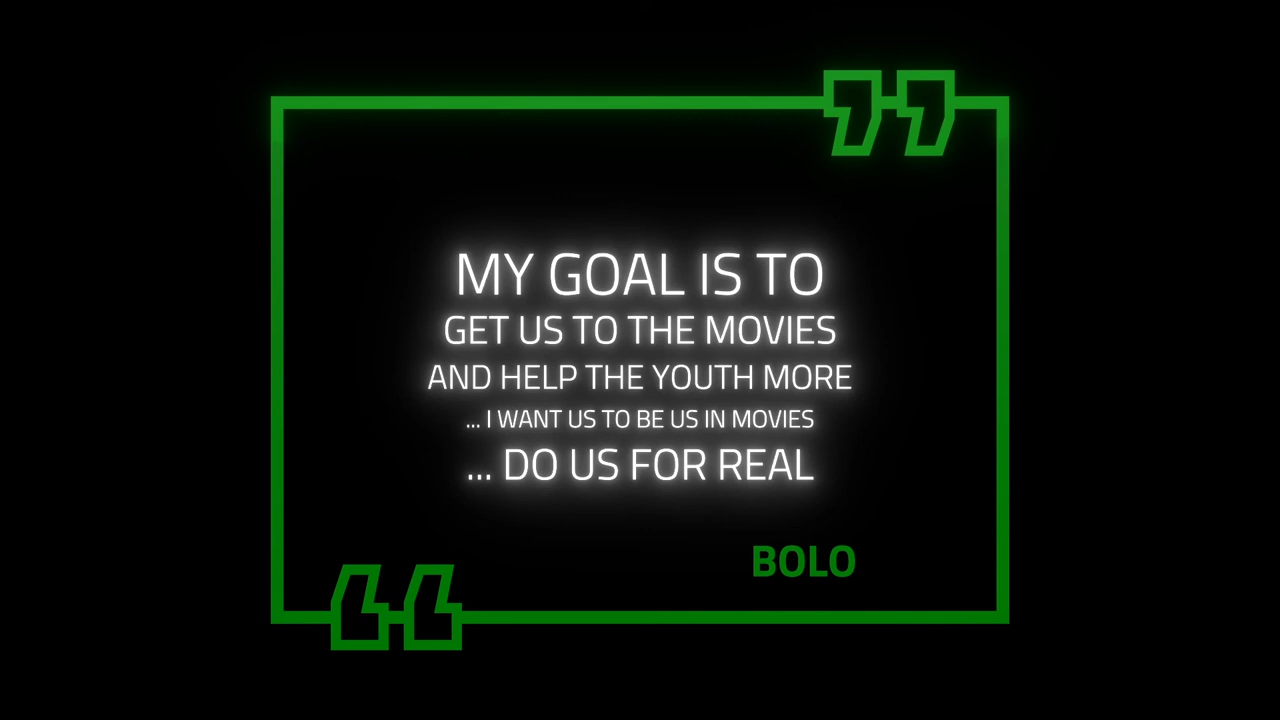 MY GOAL IS TO
GET US TO THE MOVIES
AND HELP THE YOUTH MORE
... I WANT US TO BE US IN MOVIES
... DO US FOR REAL
BOLO